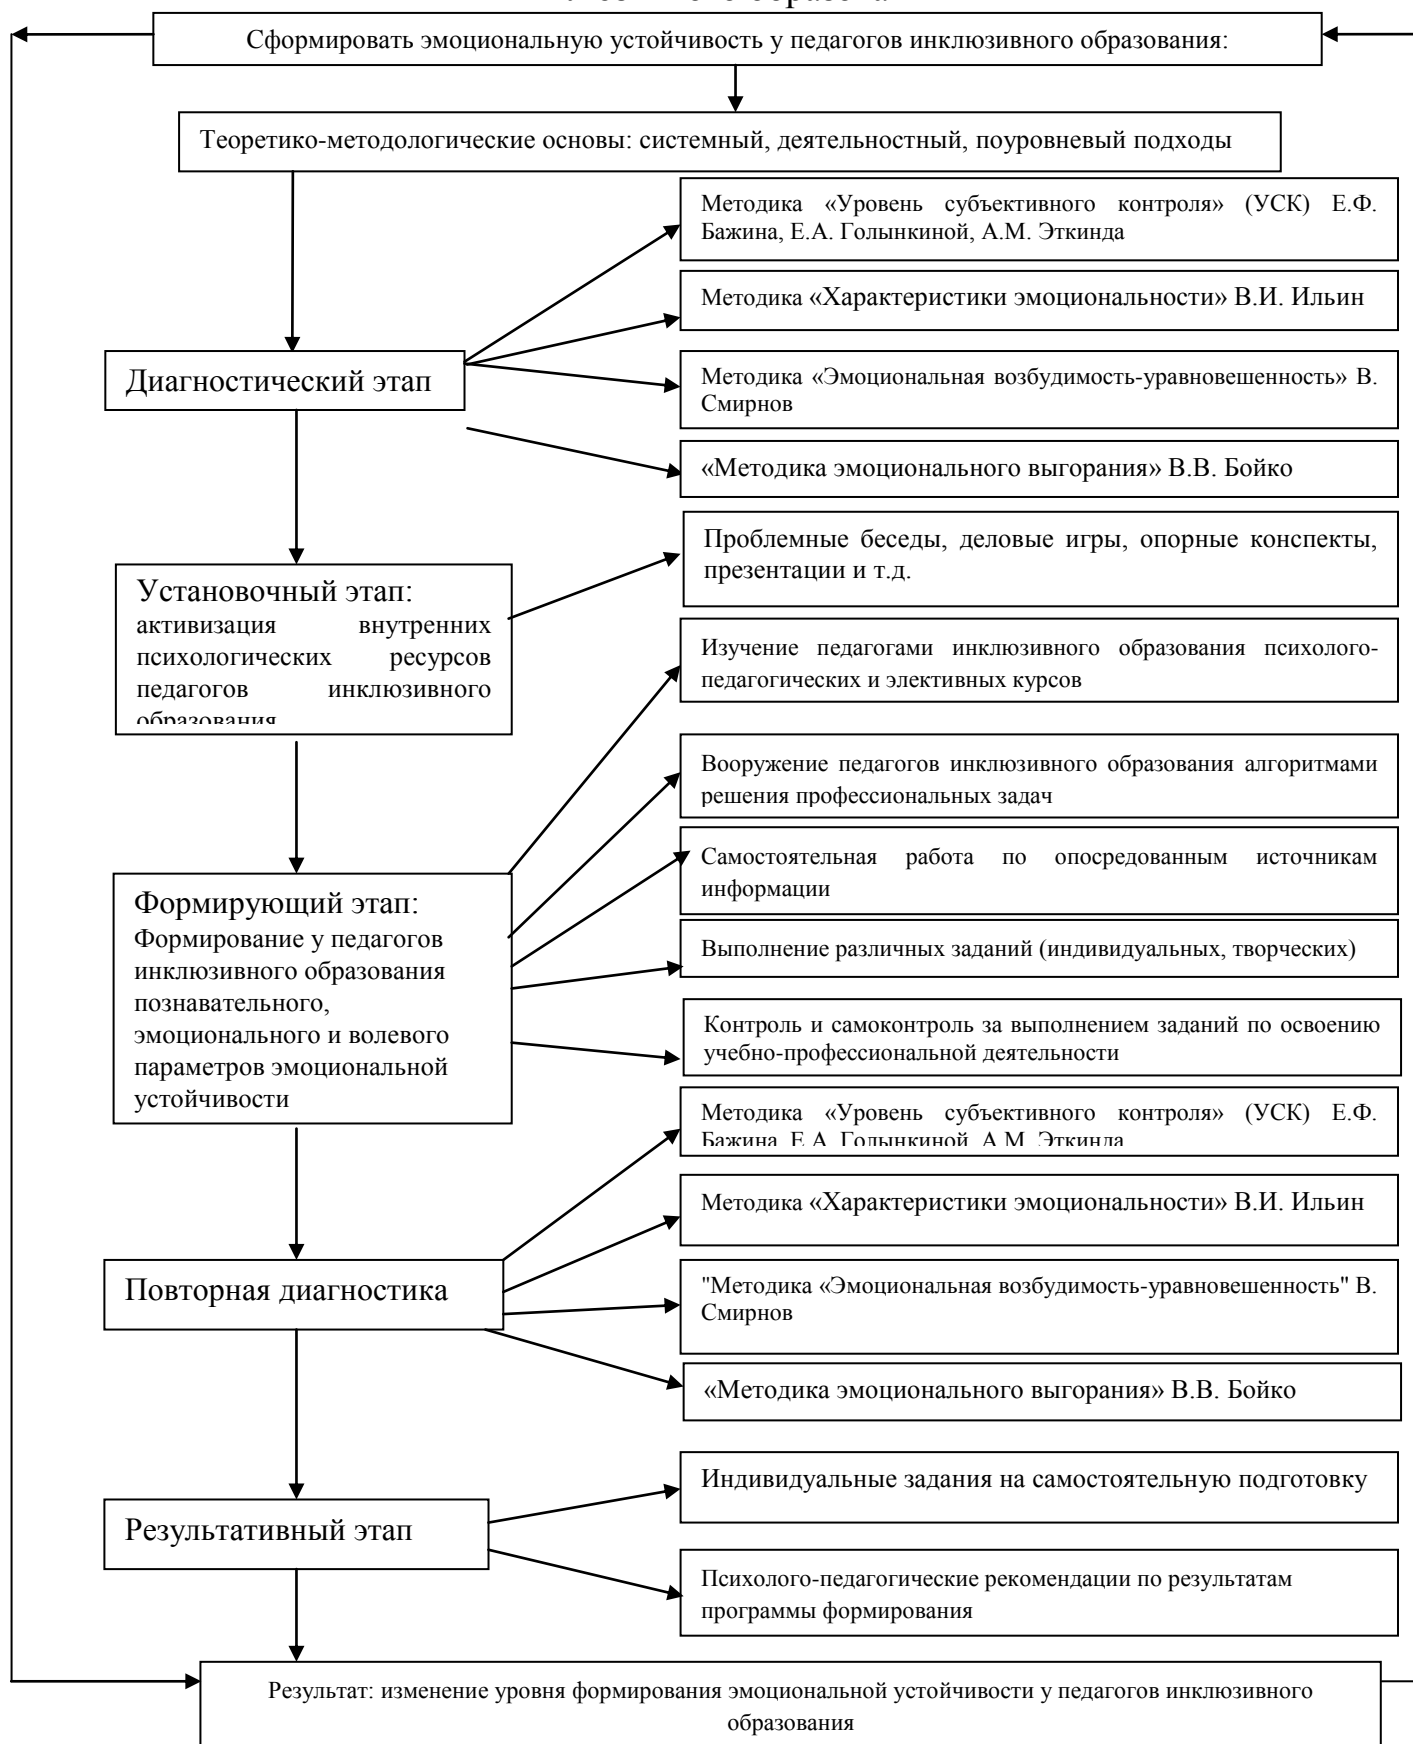 Сформировать эмоциональную устойчивость у педагогов инклюзивного образования:
Теоретико-методологические основы: системный, деятельностный, поуровневый подходы
Методика «Уровень субъективного контроля» (УСК) Е.Ф.
Бажина, Е.А. Голынкиной, А.М. Эткинда
Методика «Характеристики эмоциональности» В.И. Ильин
Диагностический этап
Методика «Эмоциональная возбудимость-уравновешенность» В.
Смирнов
«Методика эмоционального выгорания» В.В. Бойко
Проблемные беседы, деловые игры, опорные конспекты,
презентации и т.д.
Установочный этап:
активизация внутренних
психологических ресурсов
педагогов инклюзивного
образования
Изучение педагогами инклюзивного образования психолого-
педагогических и элективных курсов
Вооружение педагогов инклюзивного образования алгоритмами
решения профессиональных задач
Самостоятельная работа по опосредованным источникам
информации
Формирующий этап:
Формирование у педагогов
инклюзивного образования
познавательного,
эмоционального и волевого
параметров эмоциональной
устойчивости
Выполнение различных заданий (индивидуальных, творческих)
Контроль и самоконтроль за выполнением заданий по освоению
учебно-профессиональной деятельности
Методика «Уровень субъективного контроля» (УСК) Е.Ф.
Бажина, Е.А. Голынкиной, А.М. Эткинда
Методика «Характеристики эмоциональности» В.И. Ильин
Повторная диагностика
"Методика «Эмоциональная возбудимость-уравновешенность" В.
Смирнов
«Методика эмоционального выгорания» В.В. Бойко
Индивидуальные задания на самостоятельную подготовку
Результативный этап
Психолого-педагогические рекомендации по результатам
программы формирования
Результат: изменение уровня формирования эмоциональной устойчивости у педагогов инклюзивного
образования